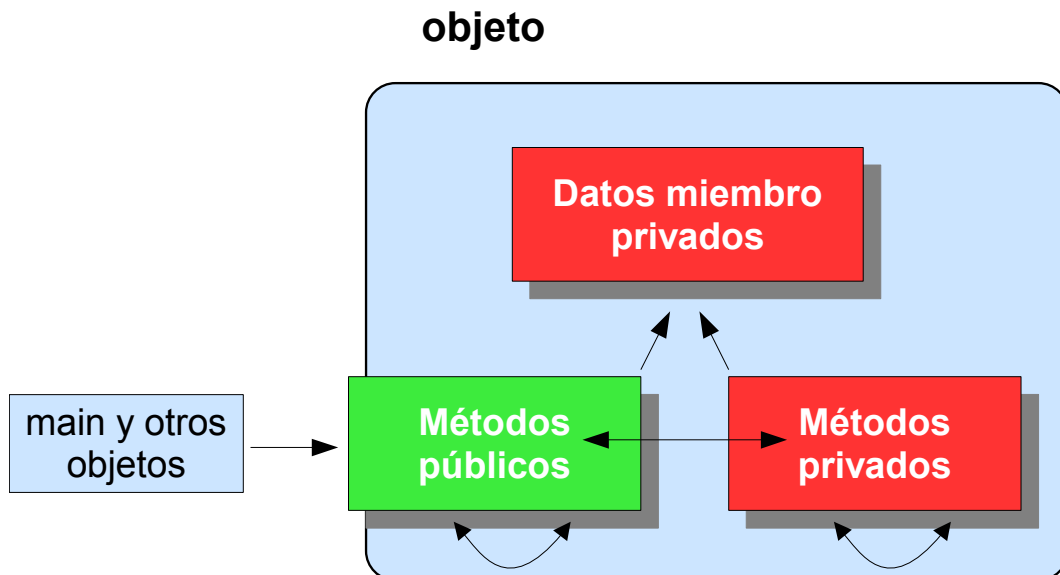 objeto
Datos miembro
privados
main y otros
objetos
Métodos
públicos
Métodos
privados